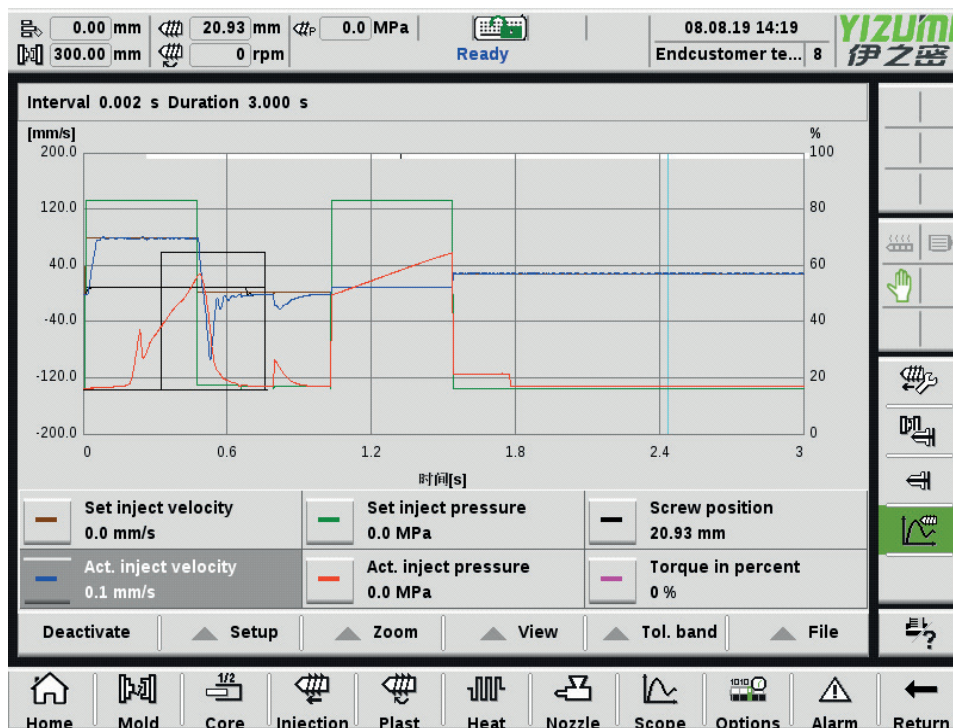 0.00 mm 20.93 mm P 0.0 MPa 08.08.19 14:19 YIZUMI
300.00 mm 0 rpm Ready Endcustomer te... 8 伊之密
Interval 0.002 s Duration 3.000 s
[mm/s] %
200.0 100
120.0 80
40.0 60
-40.0 40
-120.0 20
-200.0 0
0 0.6 1.2 1.8 2.4 3
时间[s]
Set inject velocity Set inject pressure Screw position
0.0 mm/s 0.0 MPa 20.93 mm
Act. inject velocity Act. inject pressure Torque in percent
0.1 mm/s 0.0 MPa 0 %
Deactivate Setup Zoom View Tol. band File
?
1/2 1010
Home Mold Core Injection Plast Heat Nozzle Scope Options Alarm Return